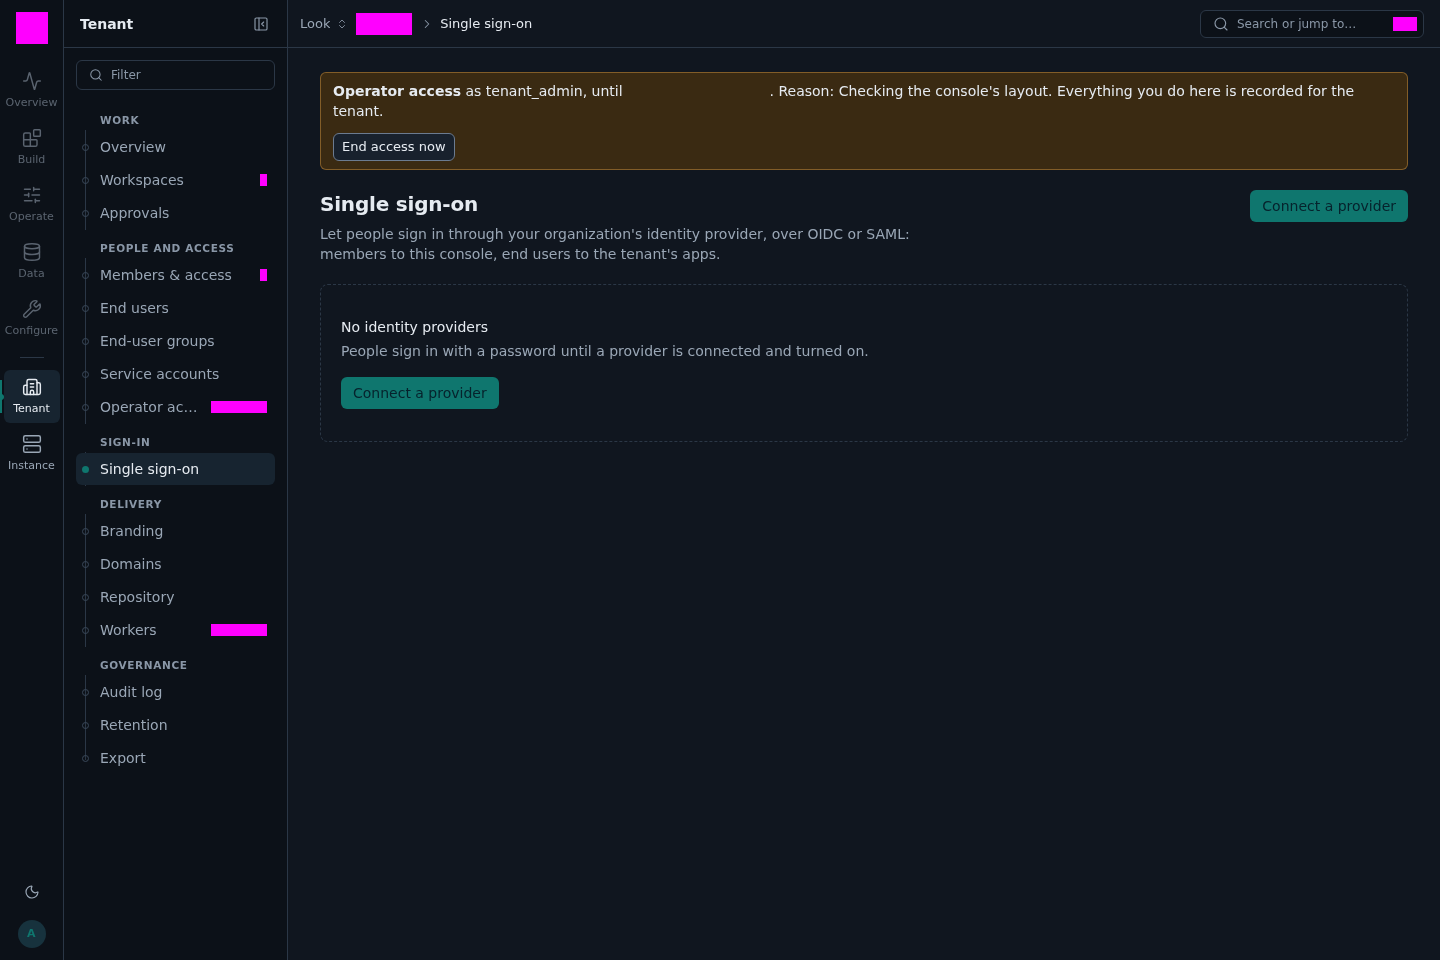 Tenant
Look
Single sign-on
Search or jump to...
Filter
Overview
Build
Operate
Data
Configure
Tenant
Instance
A
WORK
Overview
Workspaces
Approvals
PEOPLE AND ACCESS
Members & access
End users
End-user groups
Service accounts
Operator ac...
SIGN-IN
Single sign-on
DELIVERY
Branding
Domains
Repository
Workers
GOVERNANCE
Audit log
Retention
Export
Operator access as tenant_admin, until . Reason: Checking the console's layout. Everything you do here is recorded for the
tenant.
End access now
Single sign-on
Connect a provider
Let people sign in through your organization's identity provider, over OIDC or SAML:
members to this console, end users to the tenant's apps.
No identity providers
People sign in with a password until a provider is connected and turned on.
Connect a provider